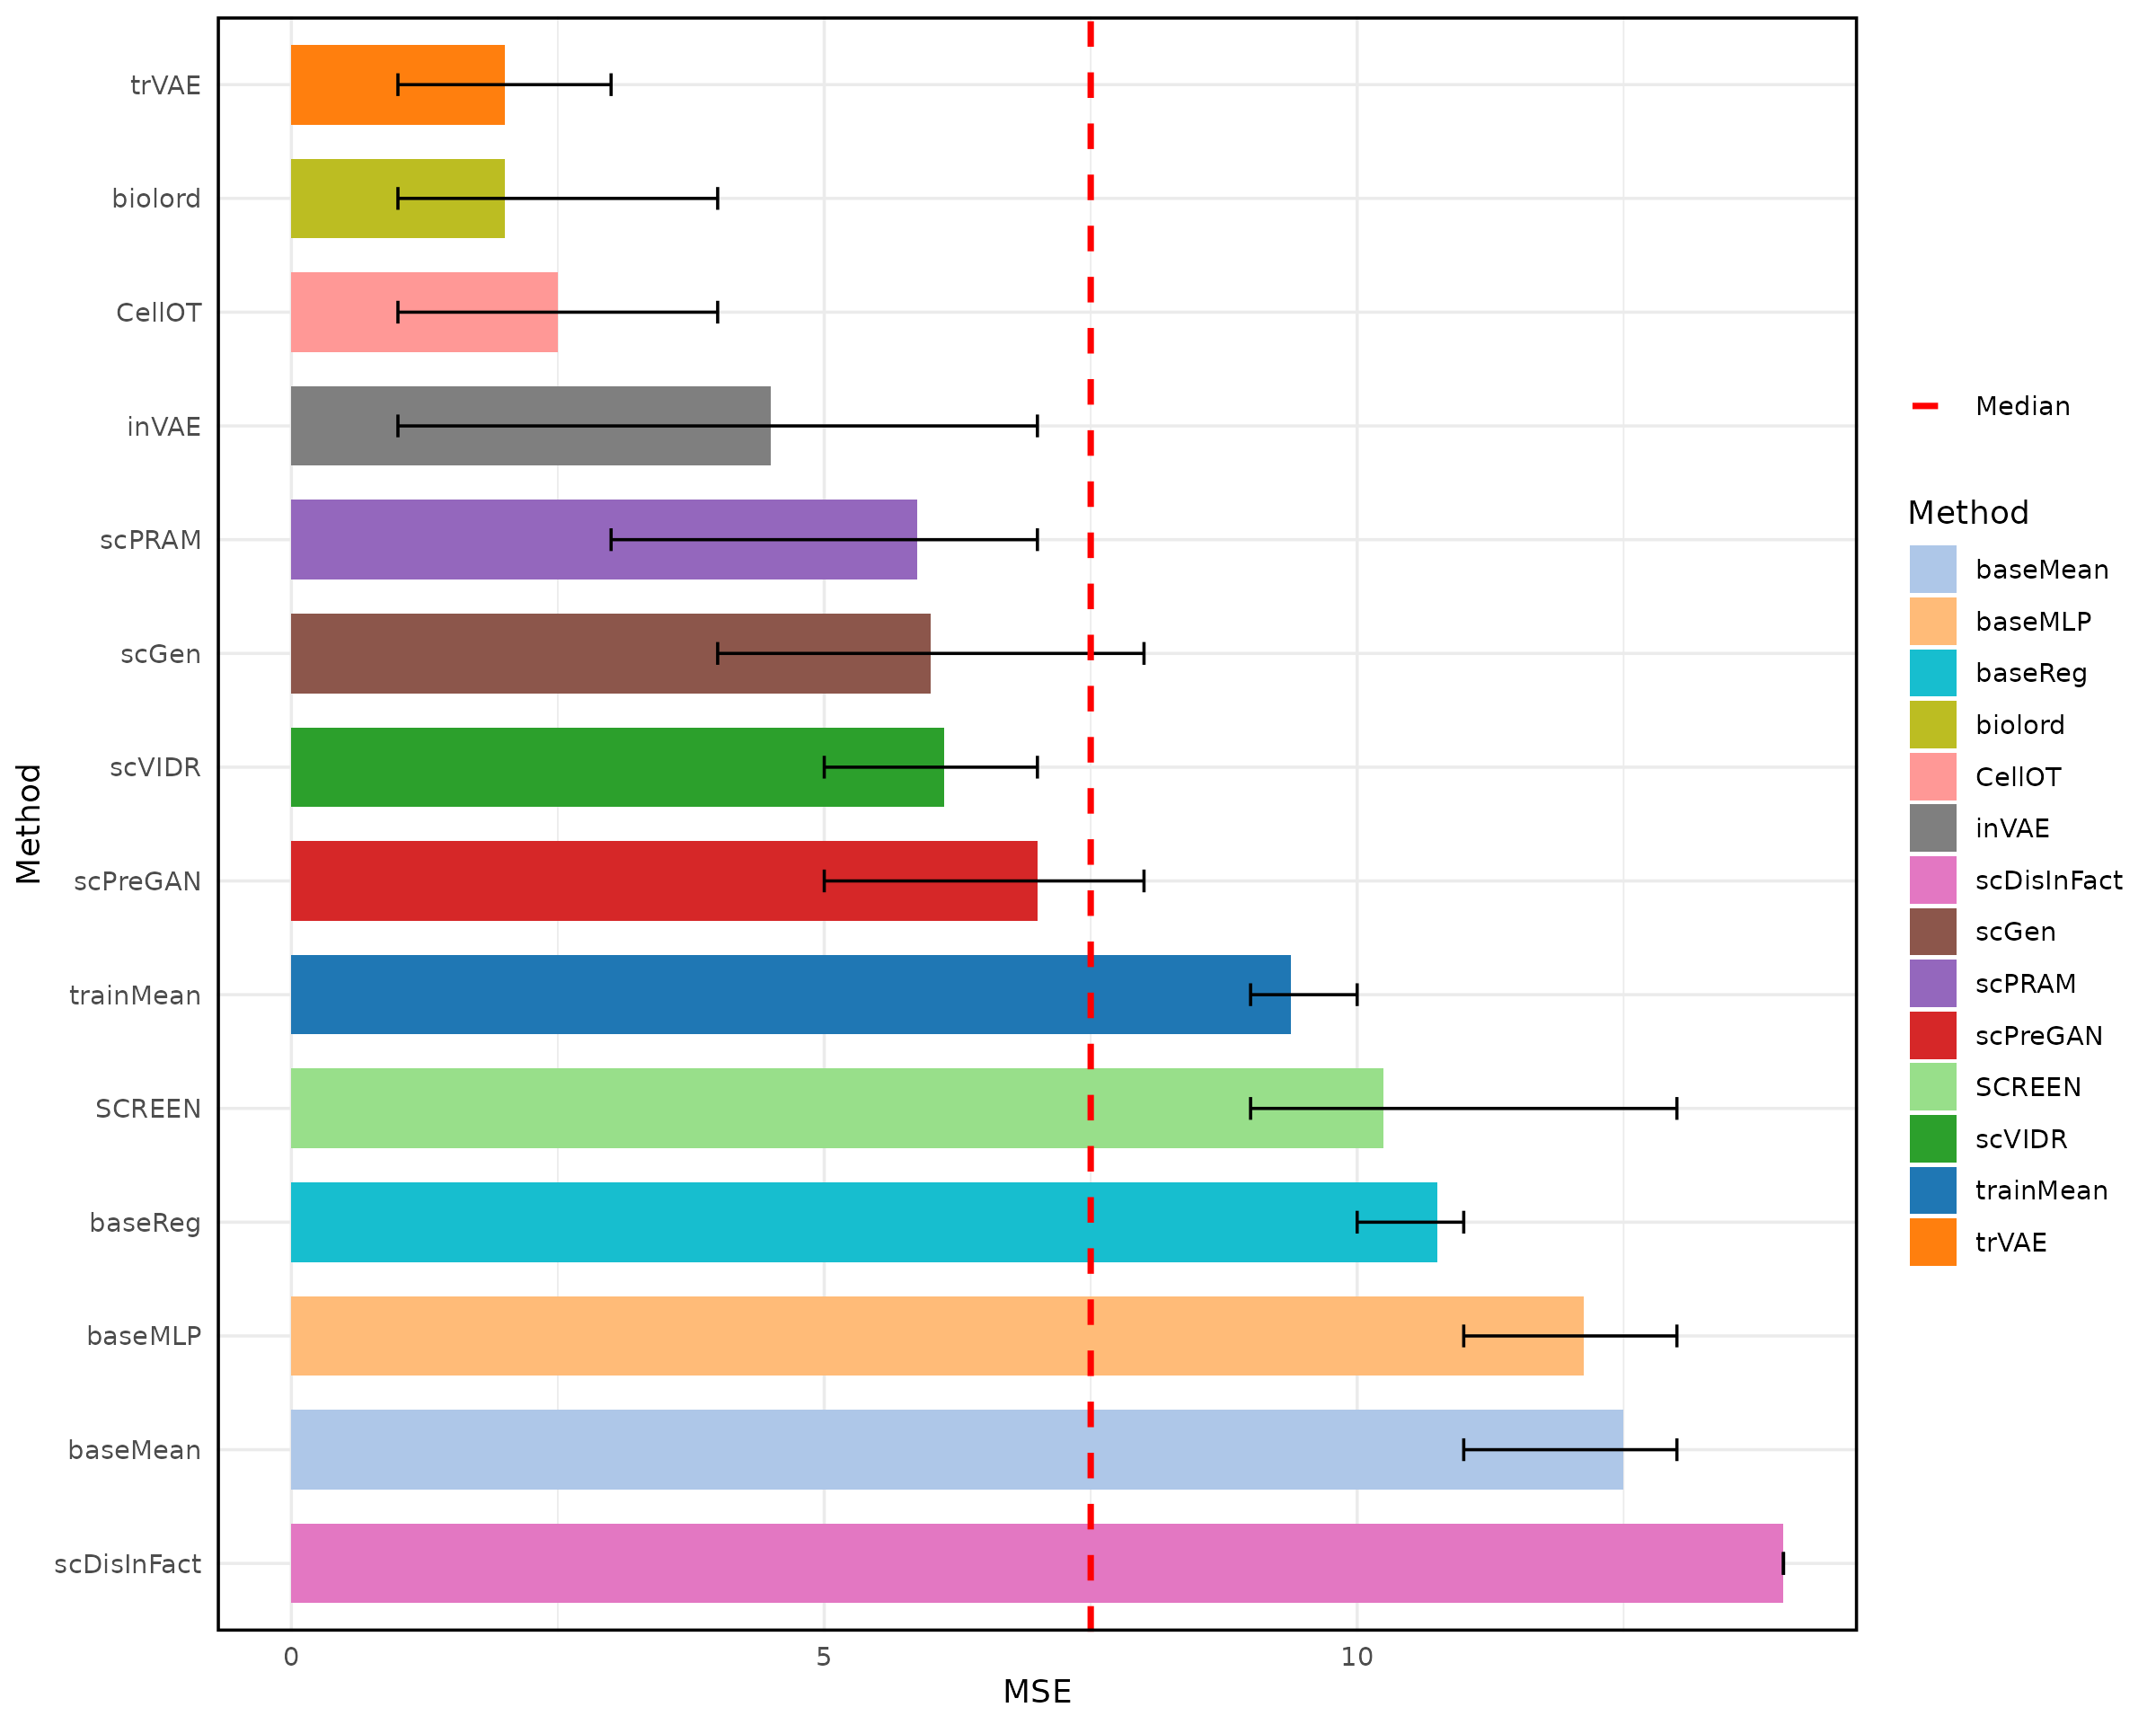 Method
trVAE
biolord
CellOT
inVAE
scPRAM
scGen
scVIDR
scPreGAN
trainMean
SCREEN
baseReg
baseMLP
baseMean
scDisInFact
0 5 10
MSE
Median
Method
baseMean
baseMLP
baseReg
biolord
CellOT
inVAE
scDisInFact
scGen
scPRAM
scPreGAN
SCREEN
scVIDR
trainMean
trVAE